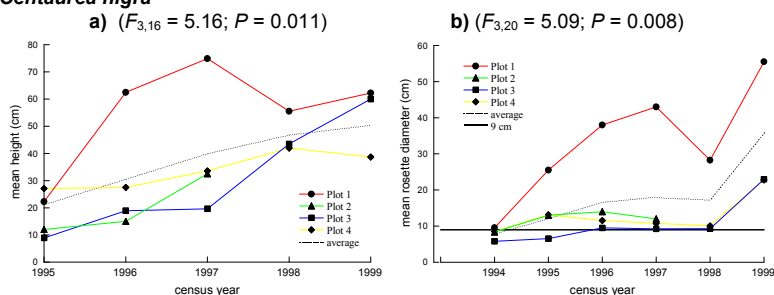 Centaurea nigra
a) (F3,16 = 5.16; P = 0.011)
80
70
60
50
40
30
20
10
0
mean height (cm)
1995 1996 1997 1998 1999
census year
Plot 1
Plot 2
Plot 3
Plot 4
average
b) (F3,20 = 5.09; P = 0.008)
60
50
40
30
20
10
0
mean rosette diameter (cm)
1994 1995 1996 1997 1998 1999
census year
Plot 1
Plot 2
Plot 3
Plot 4
average
9 cm